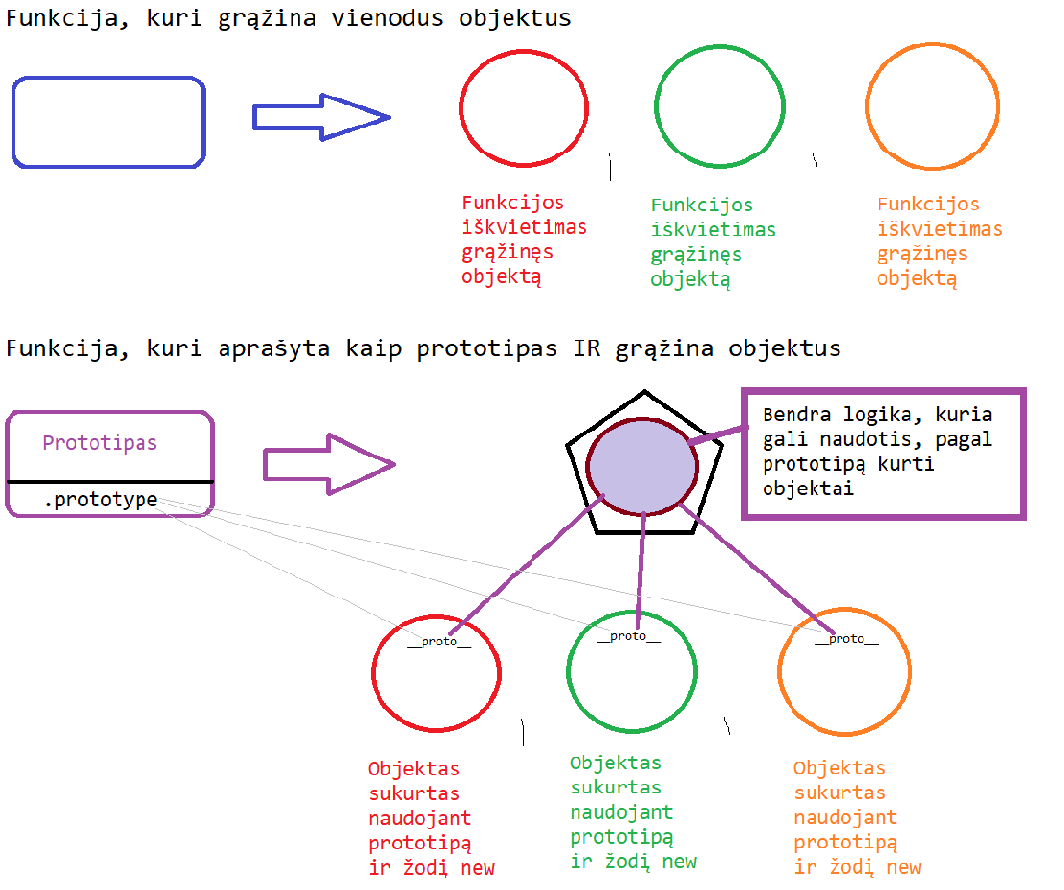 Funkcija, kuri grąžina vienodus objektus
Funkcijos
iškvietimas
grąžinęs
objektą
Funkcijos
iškvietimas
grąžinęs
objektą
Funkcijos
iškvietimas
grąžinęs
objektą
Funkcija, kuri aprašyta kaip prototipas IR grąžina objektus
Prototipas
.prototype
Bendra logika, kuria
gali naudotis, pagal
prototipą kurti
objektai
__proto__
__proto__
__proto__
Objektas
sukurtas
naudojant
prototipą
ir žodį new
Objektas
sukurtas
naudojant
prototipą
ir žodį new
Objektas
sukurtas
naudojant
prototipą
ir žodį new